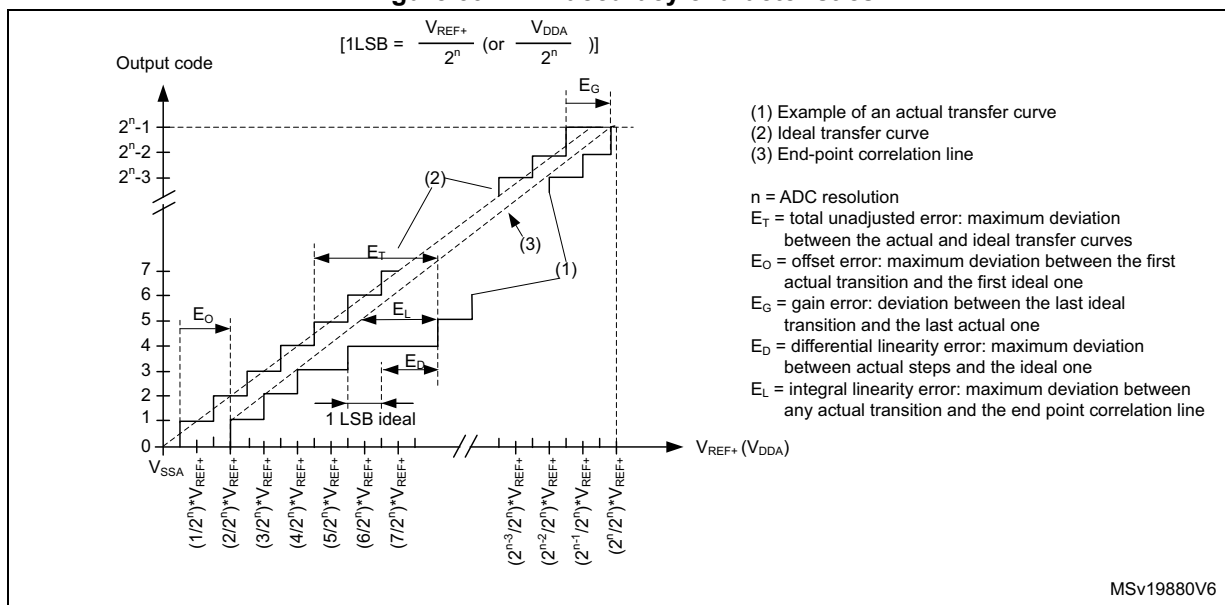 [1LSB = V_REF+ / 2^n (or V_DDA / 2^n )]
Output code
E_G
2^n-1
2^n-2
2^n-3
7
6
5
4
3
2
1
0
(2)
(3)
(1)
E_T
E_O
E_L
E_D
1 LSB ideal
V_SSA
(1/2^n)*V_REF+
(2/2^n)*V_REF+
(3/2^n)*V_REF+
(4/2^n)*V_REF+
(5/2^n)*V_REF+
(6/2^n)*V_REF+
(7/2^n)*V_REF+
(2^n-3/2^n)*V_REF+
(2^n-2/2^n)*V_REF+
(2^n-1/2^n)*V_REF+
(2^n/2^n)*V_REF+
V_REF+ (V_DDA)
(1) Example of an actual transfer curve
(2) Ideal transfer curve
(3) End-point correlation line
n = ADC resolution
E_T = total unadjusted error: maximum deviation
between the actual and ideal transfer curves
E_O = offset error: maximum deviation between the first
actual transition and the first ideal one
E_G = gain error: deviation between the last ideal
transition and the last actual one
E_D = differential linearity error: maximum deviation
between actual steps and the ideal one
E_L = integral linearity error: maximum deviation between
any actual transition and the end point correlation line
MSv19880V6